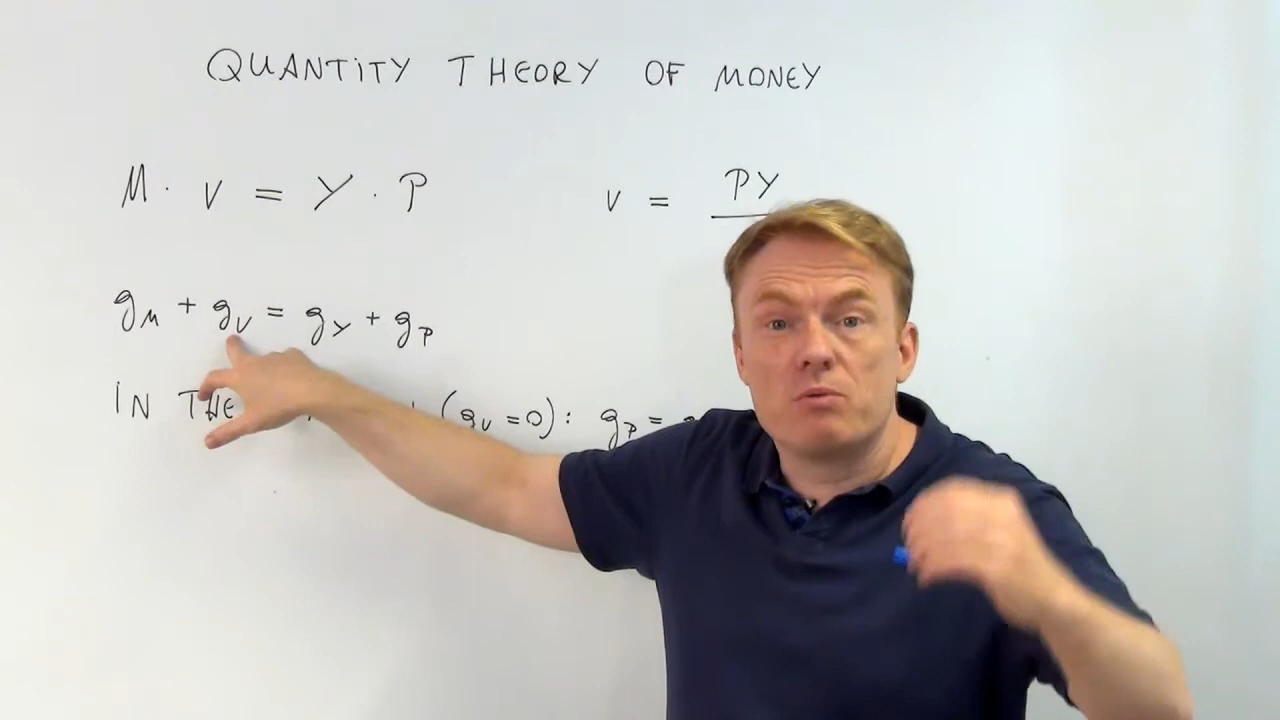 QUANTITY THEORY OF MONEY
M · V = Y · P
V = PY
gM + gV = gY + gP
IN THE (gV = 0): gP =